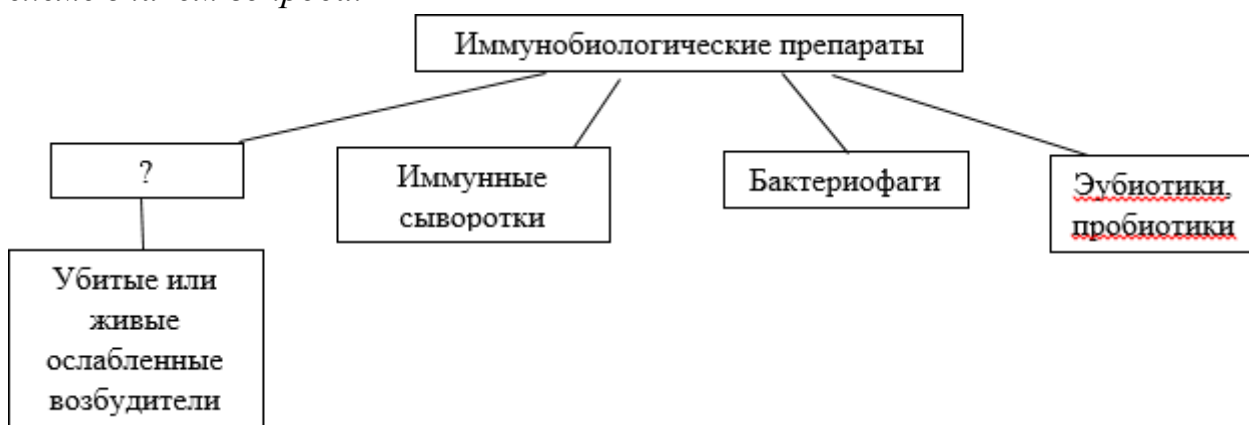 Иммунобиологические препараты
?
Иммунные
сыворотки
Бактериофаги
Эубиотики,
пробиотики
Убитые или
живые
ослабленные
возбудители